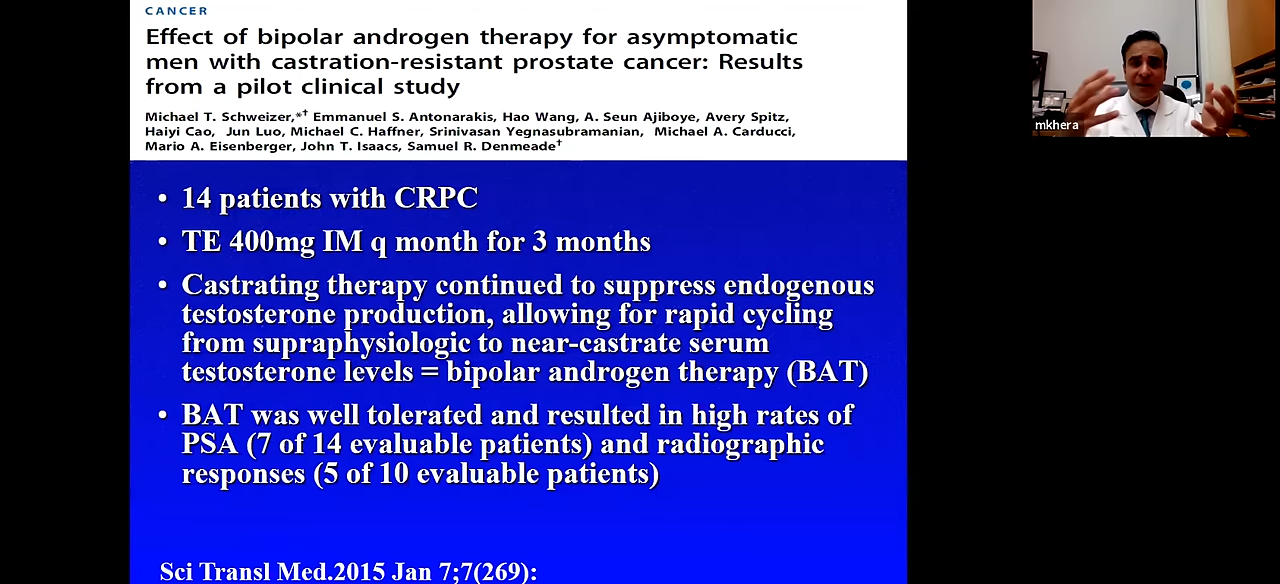 CANCER
Effect of bipolar androgen therapy for asymptomatic
men with castration-resistant prostate cancer: Results
from a pilot clinical study
Michael T. Schweizer,*† Emmanuel S. Antonarakis, Hao Wang, A. Seun Ajiboye, Avery Spitz,
Haiyi Cao, Jun Luo, Michael C. Haffner, Srinivasan Yegnasubramanian, Michael A. Carducci,
Mario A. Eisenberger, John T. Isaacs, Samuel R. Denmeade†
mkhera
• 14 patients with CRPC
• TE 400mg IM q month for 3 months
• Castrating therapy continued to suppress endogenous
testosterone production, allowing for rapid cycling
from supraphysiologic to near-castrate serum
testosterone levels = bipolar androgen therapy (BAT)
• BAT was well tolerated and resulted in high rates of
PSA (7 of 14 evaluable patients) and radiographic
responses (5 of 10 evaluable patients)
Sci Transl Med.2015 Jan 7;7(269):